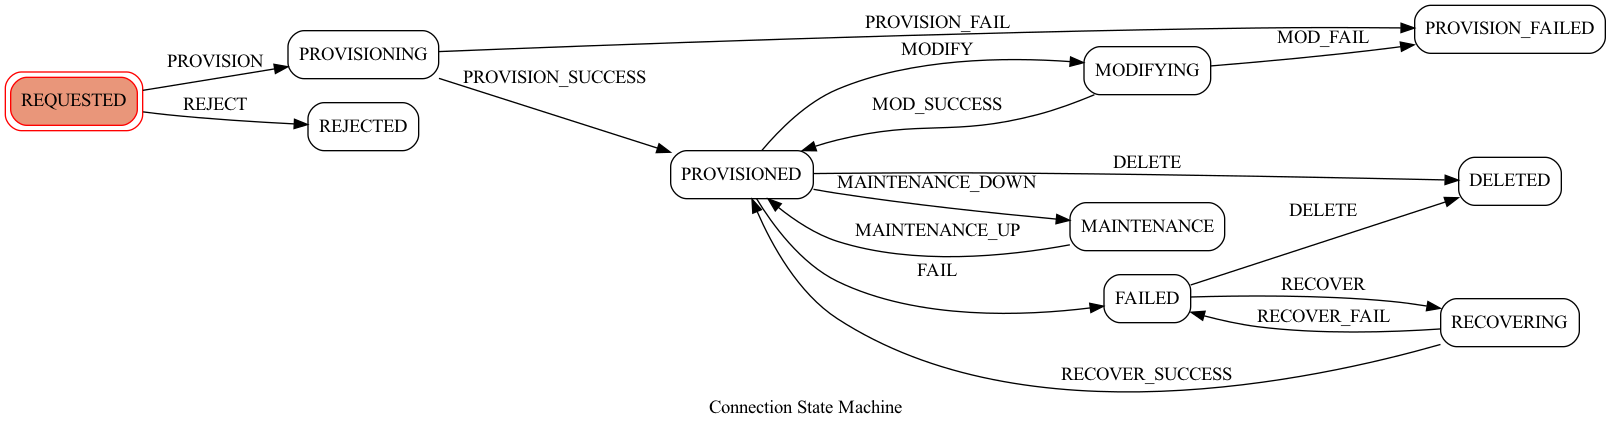 PROVISION_FAIL
PROVISION_FAILED
MOD_FAIL
MODIFY
PROVISIONING
PROVISION
MODIFYING
PROVISION_SUCCESS
REQUESTED
REJECT
MOD_SUCCESS
REJECTED
DELETE
PROVISIONED
MAINTENANCE_DOWN
DELETED
DELETE
MAINTENANCE
MAINTENANCE_UP
FAIL
RECOVER
FAILED
RECOVER_FAIL
RECOVERING
RECOVER_SUCCESS
Connection State Machine